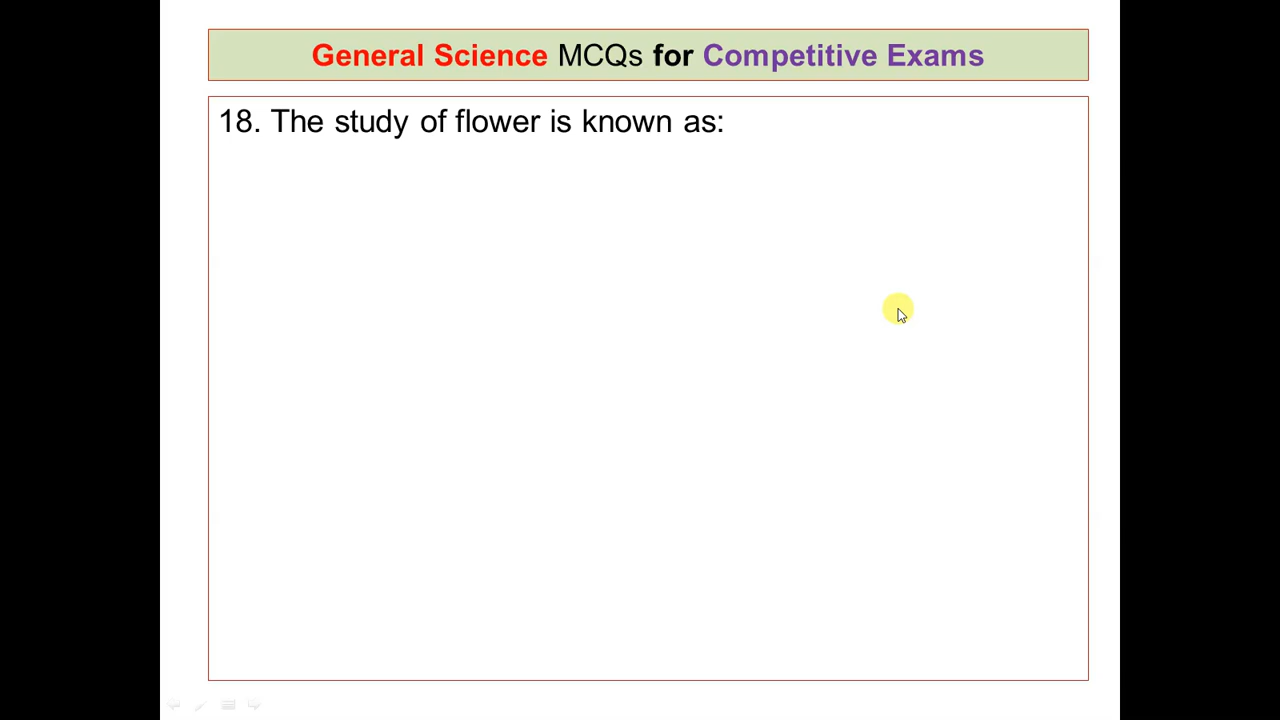 General Science MCQs for Competitive Exams
18. The study of flower is known as: